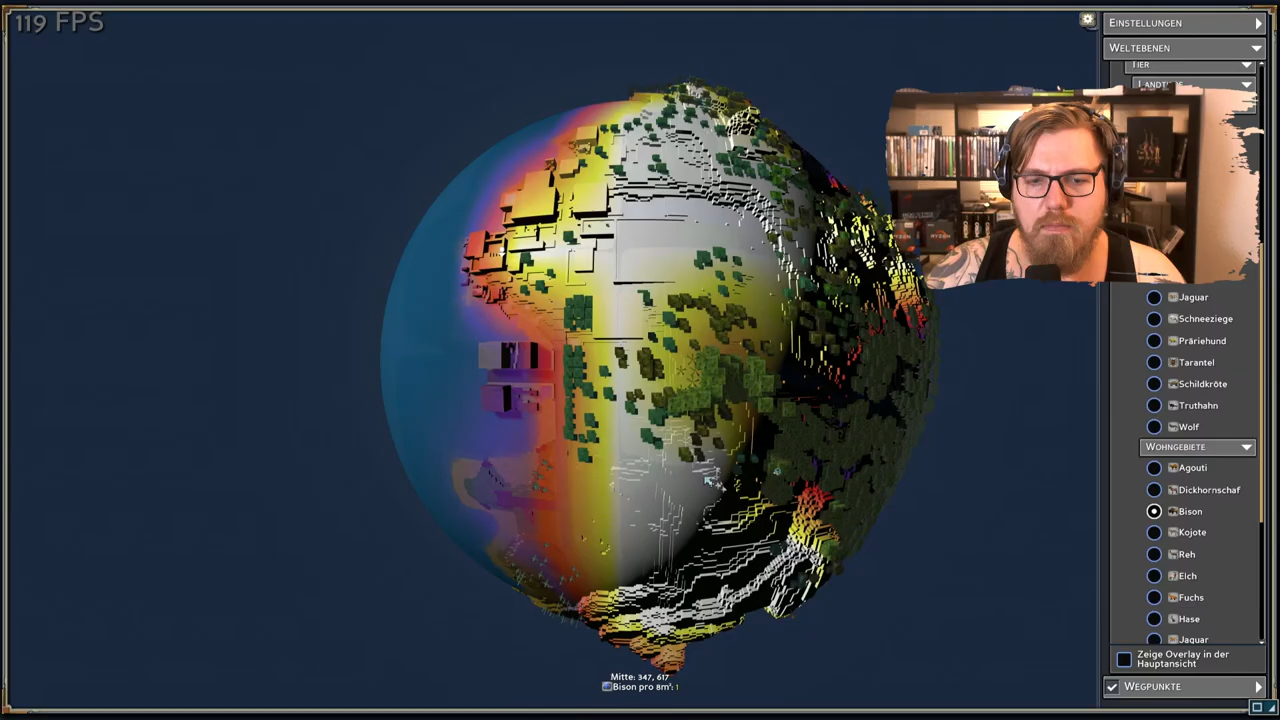 119 FPS
Einstellungen
Weltebenen
Tier
Jaguar
Schneeziege
Präriehund
Tarantel
Schildkröte
Truthahn
Wolf
Wohngebiete
Agouti
Dickhornschaf
Bison
Kojote
Reh
Elch
Fuchs
Hase
Jaguar
Zeige Overlay in der
Hauptansicht
Mitte: 347, 617
Bison pro 8m²: 1
Wegpunkte